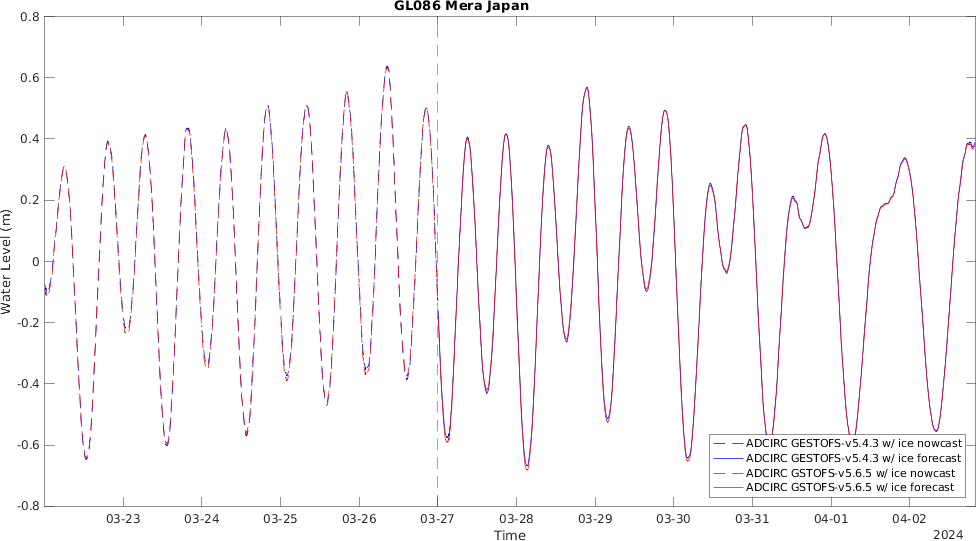 GL086 Mera Japan
0.8
0.6
0.4
0.2
0
-0.2
-0.4
-0.6
-0.8
Water Level (m)
ADCIRC GESTOFS-v5.4.3 w/ ice nowcast
ADCIRC GESTOFS-v5.4.3 w/ ice forecast
ADCIRC GSTOFS-v5.6.5 w/ ice nowcast
ADCIRC GSTOFS-v5.6.5 w/ ice forecast
03-23 03-24 03-25 03-26 03-27 03-28 03-29 03-30 03-31 04-01 04-02
Time
2024